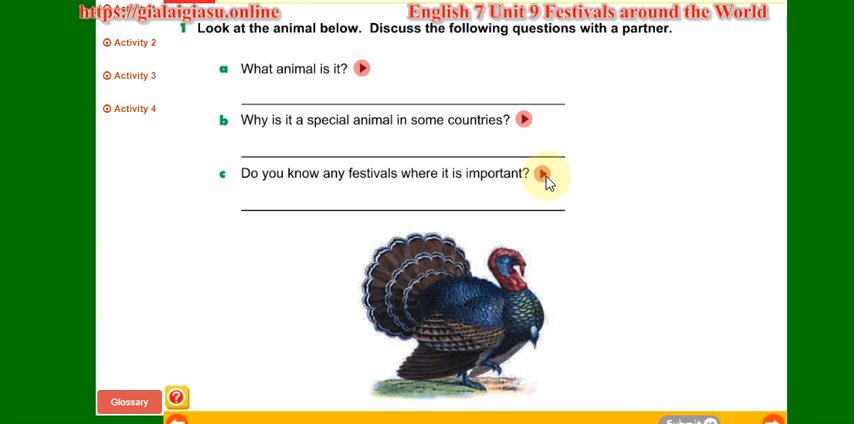 https://gialaigiasu.online
English 7 Unit 9 Festivals around the World
1 Look at the animal below. Discuss the following questions with a partner.
Activity 2
Activity 3
Activity 4
a What animal is it?
b Why is it a special animal in some countries?
c Do you know any festivals where it is important?
Glossary
?
Submit